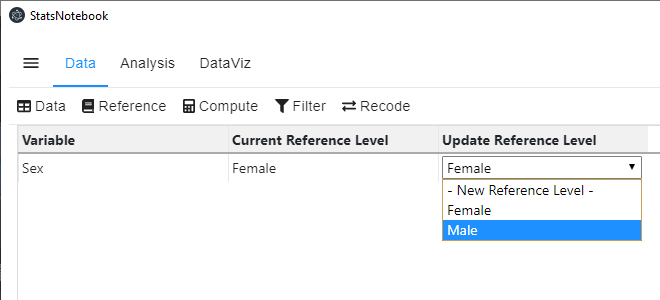 StatsNotebook
Data Analysis DataViz
Data Reference Compute Filter Recode
Variable Current Reference Level Update Reference Level
Sex Female Female
- New Reference Level -
Female
Male